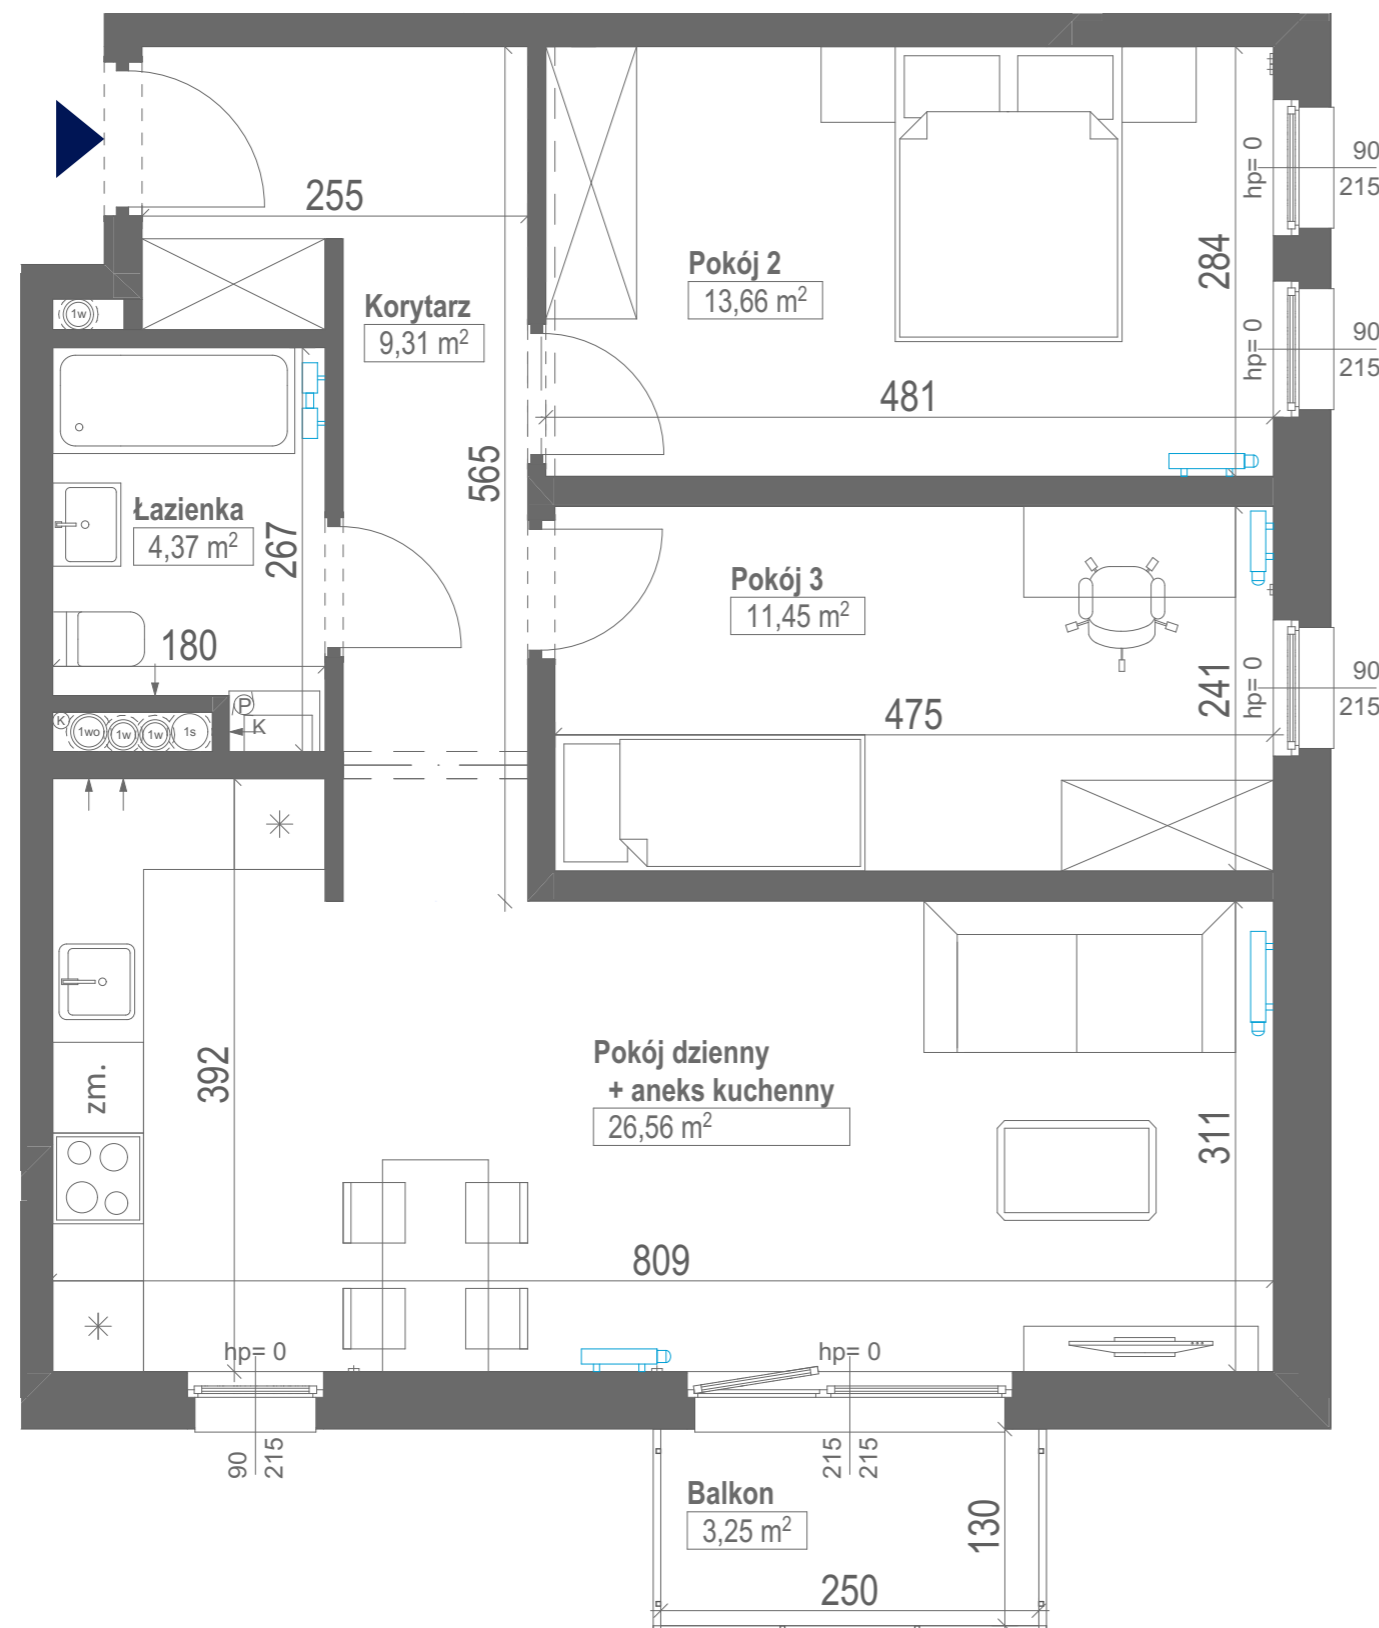 255
Korytarz
9,31 m²
565
Pokój 2
13,66 m²
481
284
hp= 0
90
215
hp= 0
90
215
1w
Łazienka
4,37 m²
267
180
P
K
K
1wo
1w
1w
1s
Pokój 3
11,45 m²
475
241
hp= 0
90
215
392
zm.
Pokój dzienny
+ aneks kuchenny
26,56 m²
311
809
hp= 0
90
215
hp= 0
215
215
Balkon
3,25 m²
130
250